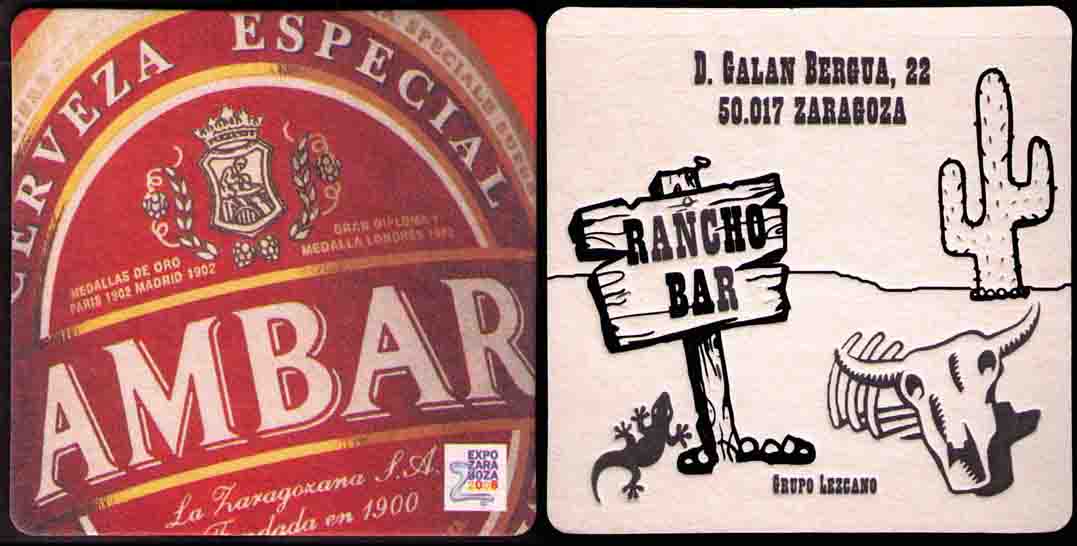 CERVEZA ESPECIAL
MEDALLAS DE ORO
PARIS 1902 MADRID 1902
GRAN DIPLOMA Y
MEDALLA LONDRES 1902
AMBAR
La Zaragozana S.A.
Fundada en 1900
EXPO
ZARA
GOZA
2008
D. GALAN BERGUA, 22
50.017 ZARAGOZA
RANCHO
BAR
GRUPO LEZCANO